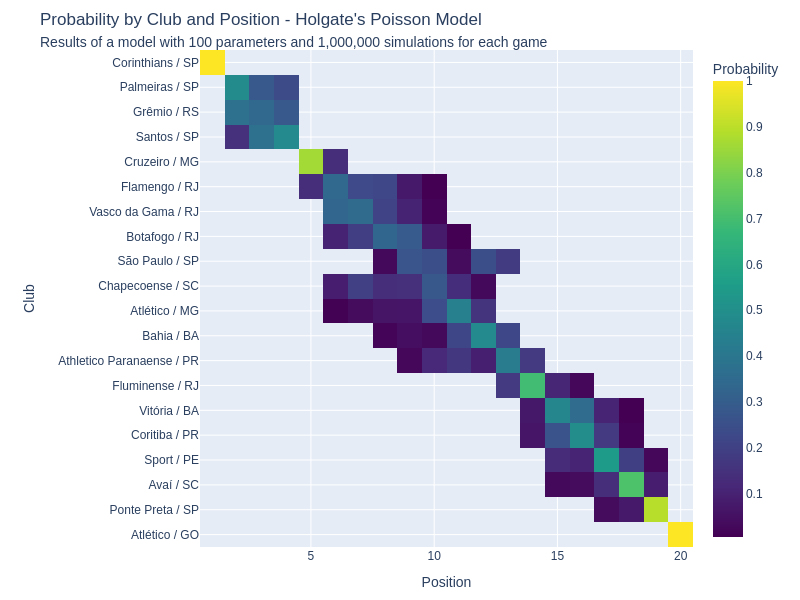 Probability by Club and Position - Holgate's Poisson Model
Results of a model with 100 parameters and 1,000,000 simulations for each game
Probability
Corinthians / SP
Palmeiras / SP
Grêmio / RS
Santos / SP
Cruzeiro / MG
Flamengo / RJ
Vasco da Gama / RJ
Botafogo / RJ
São Paulo / SP
Chapecoense / SC
Atlético / MG
Bahia / BA
Athletico Paranaense / PR
Fluminense / RJ
Vitória / BA
Coritiba / PR
Sport / PE
Avaí / SC
Ponte Preta / SP
Atlético / GO
Club
5
10
15
20
Position
1
0.9
0.8
0.7
0.6
0.5
0.4
0.3
0.2
0.1